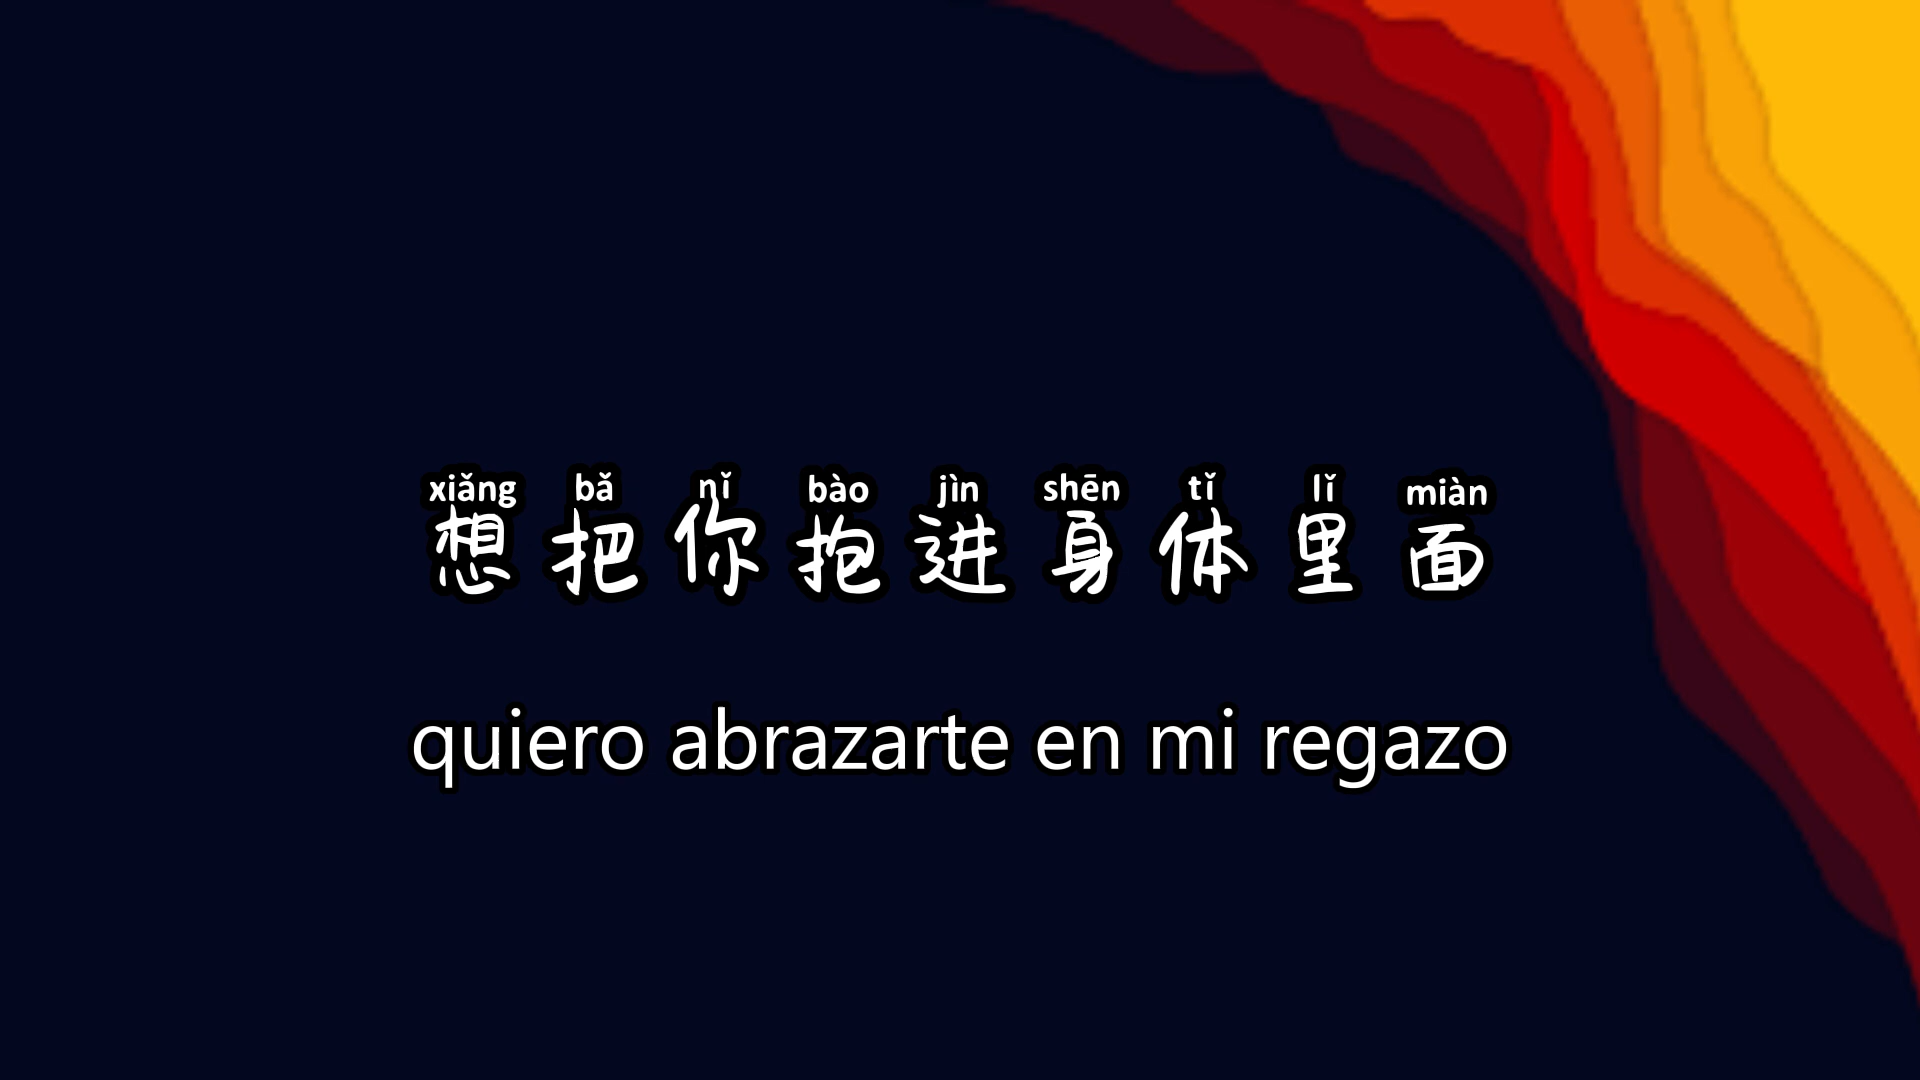 xiǎng bǎ nǐ bào jìn shēn tǐ lǐ miàn
想把你抱进身体里面
quiero abrazarte en mi regazo